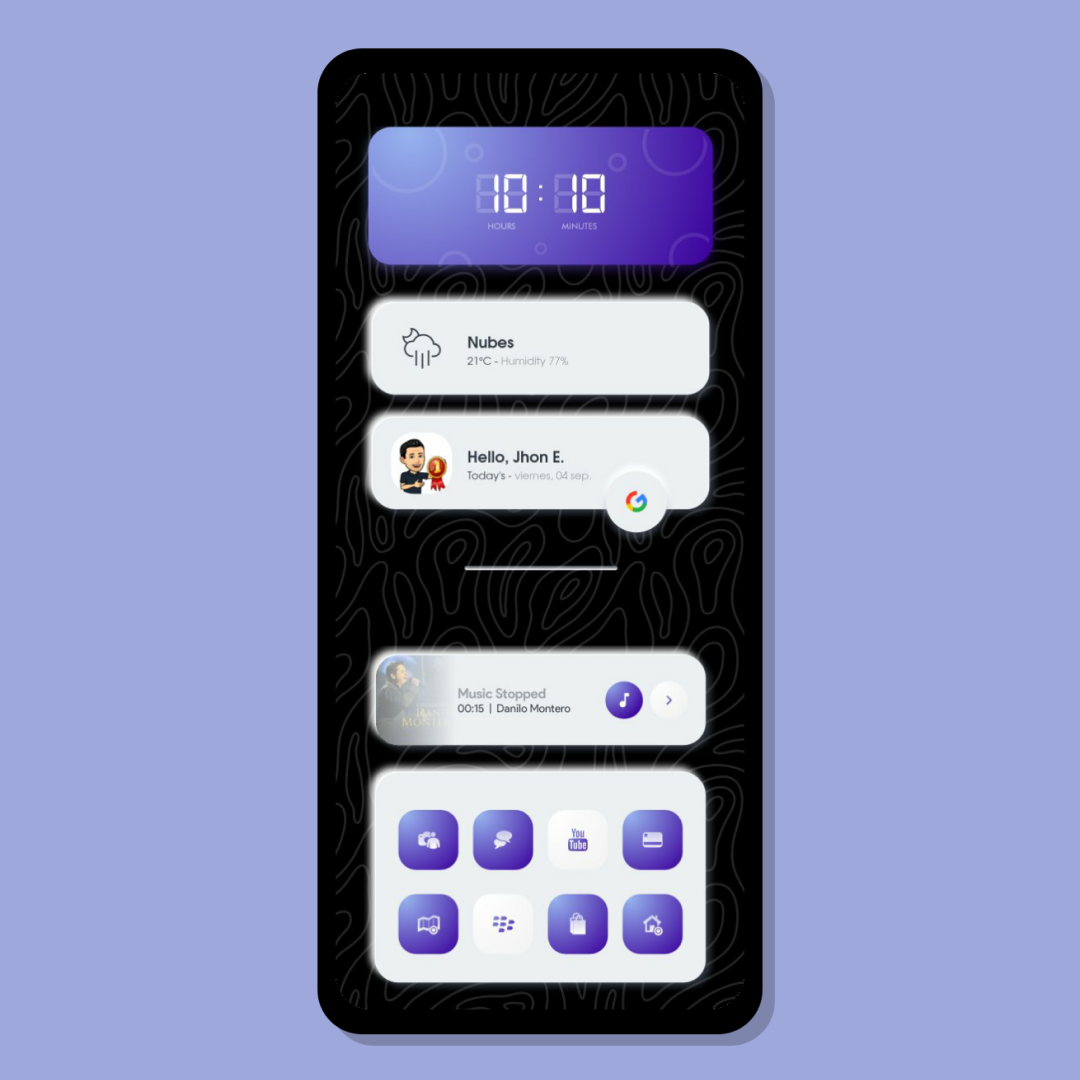 10 : 10
HOURS MINUTES
Nubes
21°C - Humidity 77%
Hello, Jhon E.
Today's - viernes, 04 sep.
1
G
Music Stopped
00:15 | Danilo Montero
You
Tube